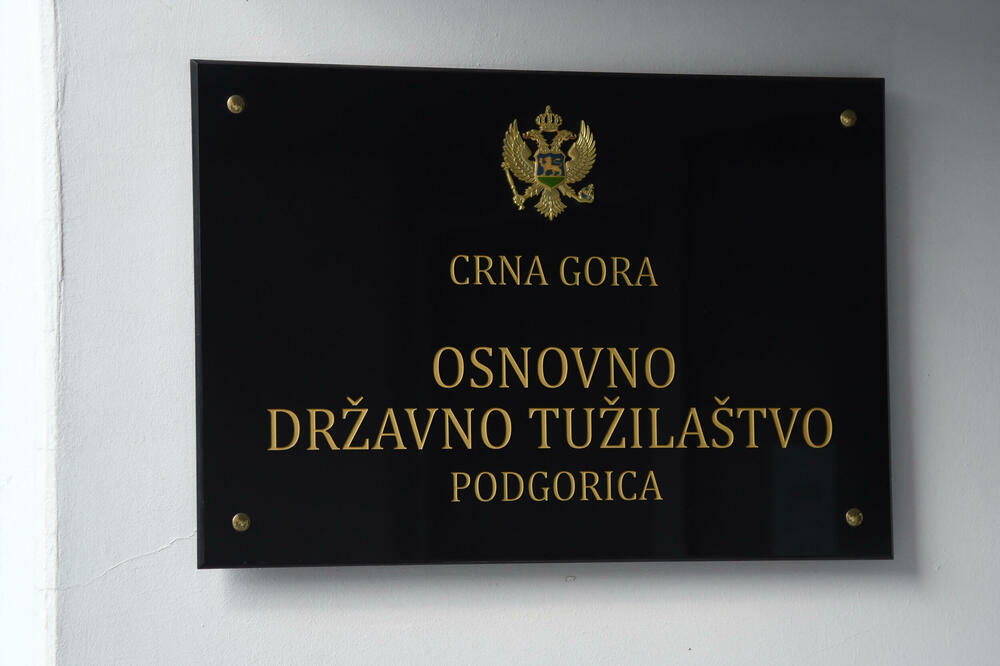 CRNA GORA
OSNOVNO
DRŽAVNO TUŽILAŠTVO
PODGORICA